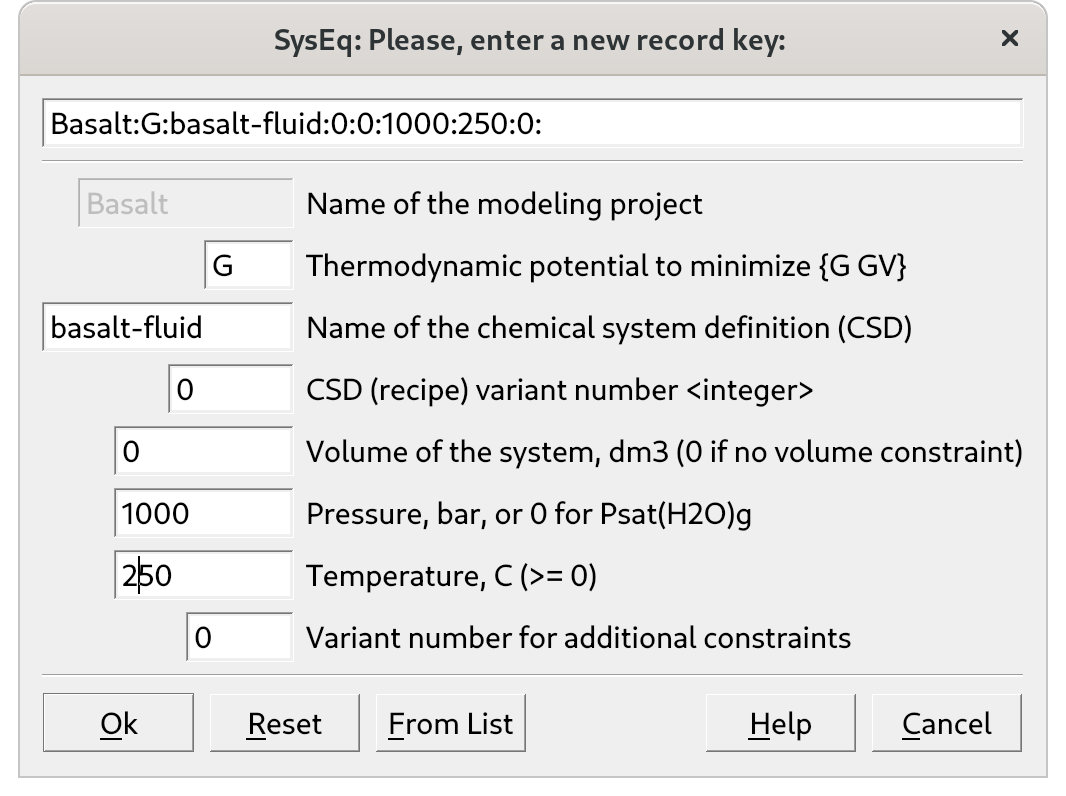 SysEq: Please, enter a new record key:
Basalt:G:basalt-fluid:0:0:1000:250:0:
Basalt Name of the modeling project
G Thermodynamic potential to minimize {G GV}
basalt-fluid Name of the chemical system definition (CSD)
0 CSD (recipe) variant number <integer>
0 Volume of the system, dm3 (0 if no volume constraint)
1000 Pressure, bar, or 0 for Psat(H2O)g
250 Temperature, C (>= 0)
0 Variant number for additional constraints
Ok Reset From List Help Cancel